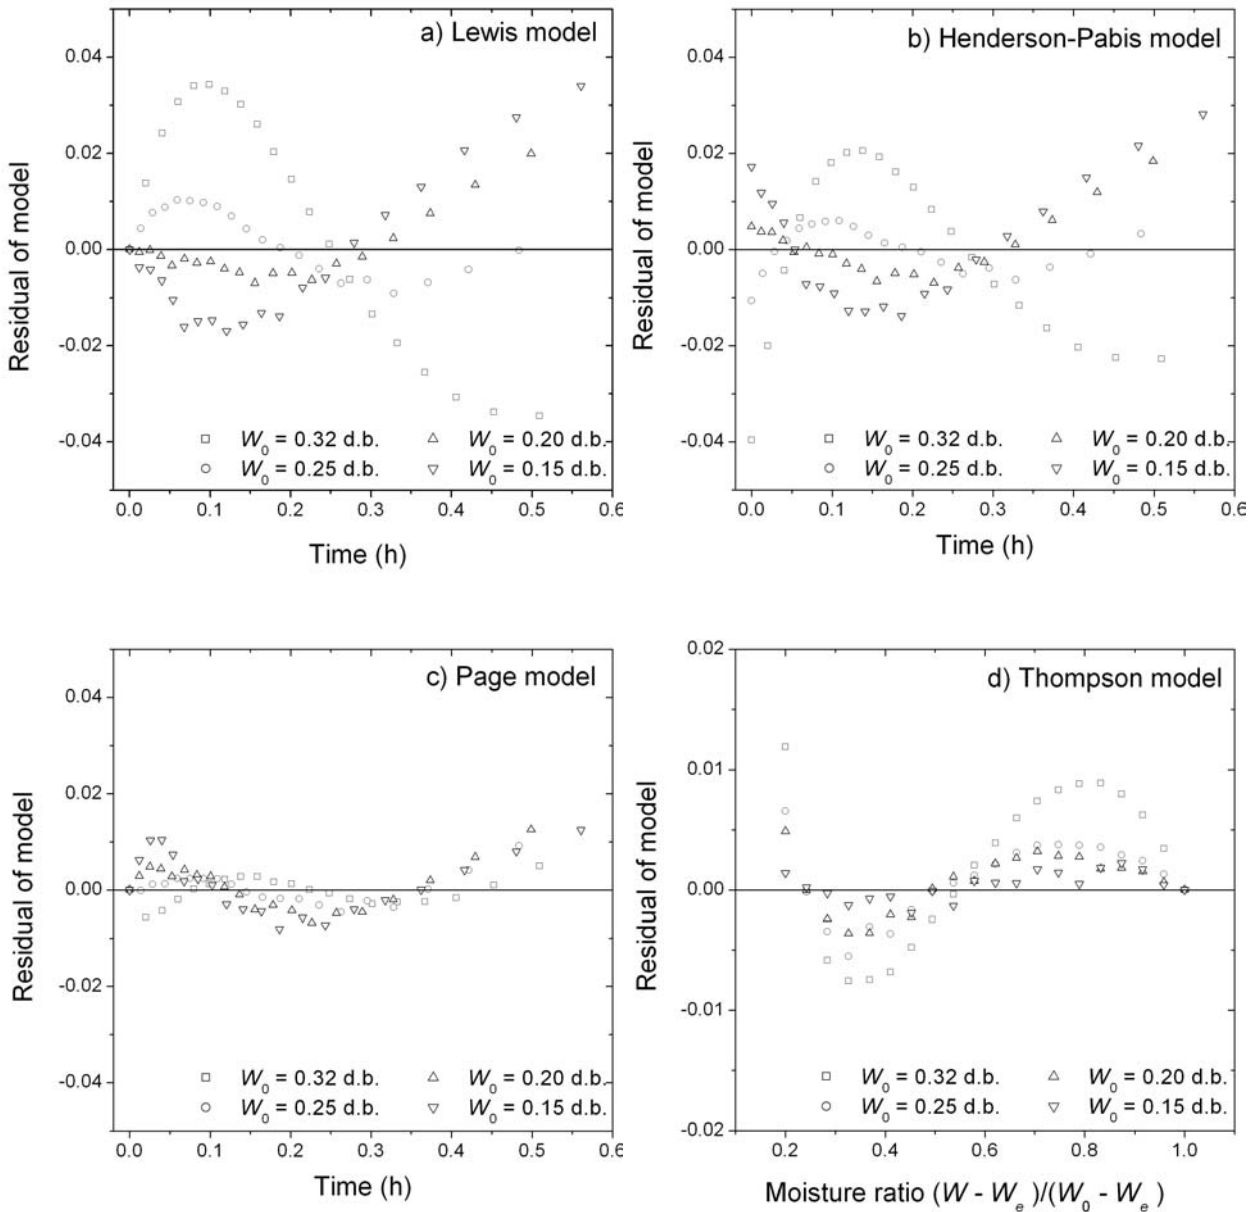 a) Lewis model
0.04
0.02
0.00
-0.02
-0.04
Residual of model
W0 = 0.32 d.b. W0 = 0.20 d.b.
W0 = 0.25 d.b. W0 = 0.15 d.b.
0.0 0.1 0.2 0.3 0.4 0.5 0.6
Time (h)
b) Henderson-Pabis model
0.04
0.02
0.00
-0.02
-0.04
Residual of model
W0 = 0.32 d.b. W0 = 0.20 d.b.
W0 = 0.25 d.b. W0 = 0.15 d.b.
0.0 0.1 0.2 0.3 0.4 0.5 0.6
Time (h)
c) Page model
0.04
0.02
0.00
-0.02
-0.04
Residual of model
W0 = 0.32 d.b. W0 = 0.20 d.b.
W0 = 0.25 d.b. W0 = 0.15 d.b.
0.0 0.1 0.2 0.3 0.4 0.5 0.6
Time (h)
0.02
d) Thompson model
0.01
0.00
-0.01
-0.02
Residual of model
W0 = 0.32 d.b. W0 = 0.20 d.b.
W0 = 0.25 d.b. W0 = 0.15 d.b.
0.2 0.4 0.6 0.8 1.0
Moisture ratio (W - We)/(W0 - We)